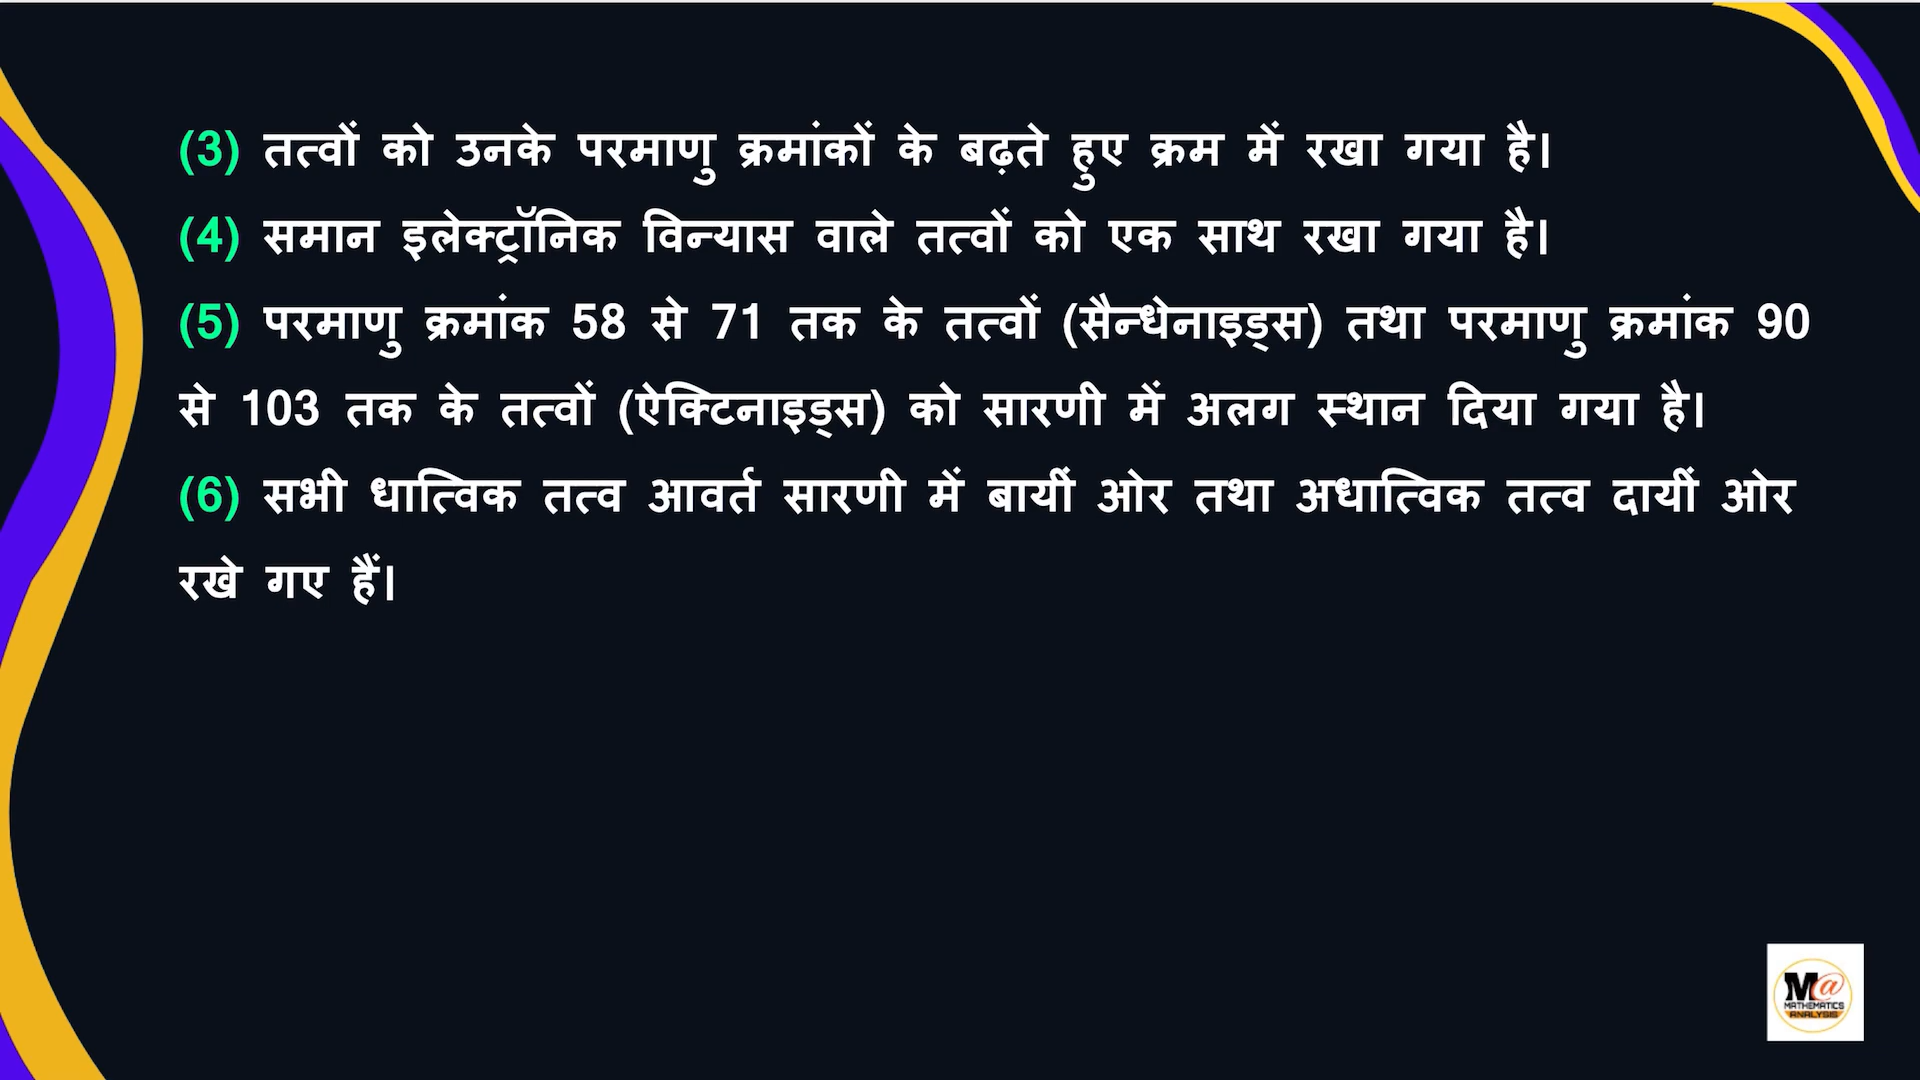 (3) तत्वों को उनके परमाणु क्रमांकों के बढ़ते हुए क्रम में रखा गया है।
(4) समान इलेक्ट्रॉनिक विन्यास वाले तत्वों को एक साथ रखा गया है।
(5) परमाणु क्रमांक 58 से 71 तक के तत्वों (सैन्थेनाइड्स) तथा परमाणु क्रमांक 90
से 103 तक के तत्वों (ऐक्टिनाइड्स) को सारणी में अलग स्थान दिया गया है।
(6) सभी धात्विक तत्व आवर्त सारणी में बायीं ओर तथा अधात्विक तत्व दायीं ओर
रखे गए हैं।
M@
MATHEMATICS
ANALYSIS